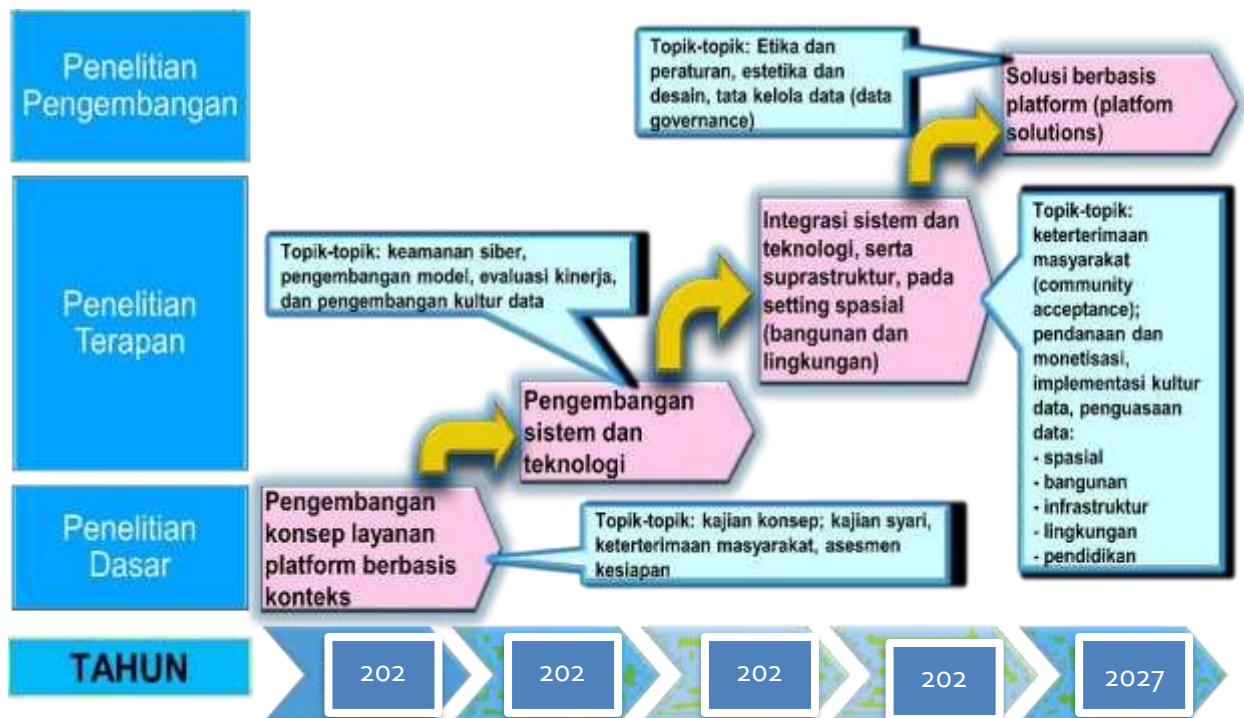 Penelitian
Pengembangan
Topik-topik: Etika dan
peraturan, estetika dan
desain, tata kelola data (data
governance)
Solusi berbasis
platform (platfom
solutions)
Penelitian
Terapan
Topik-topik: keamanan siber,
pengembangan model, evaluasi kinerja,
dan pengembangan kultur data
Pengembangan
sistem dan
teknologi
Integrasi sistem dan
teknologi, serta
suprastruktur, pada
setting spasial
(bangunan dan
lingkungan)
Topik-topik:
keterterimaan
masyarakat
(community
acceptance);
pendanaan dan
monetisasi,
implementasi kultur
data, penguasaan
data:
- spasial
- bangunan
- infrastruktur
- lingkungan
- pendidikan
Penelitian
Dasar
Pengembangan
konsep layanan
platform berbasis
konteks
Topik-topik: kajian konsep; kajian syari,
keterterimaan masyarakat, asesmen
kesiapan
TAHUN
202
202
202
202
2027